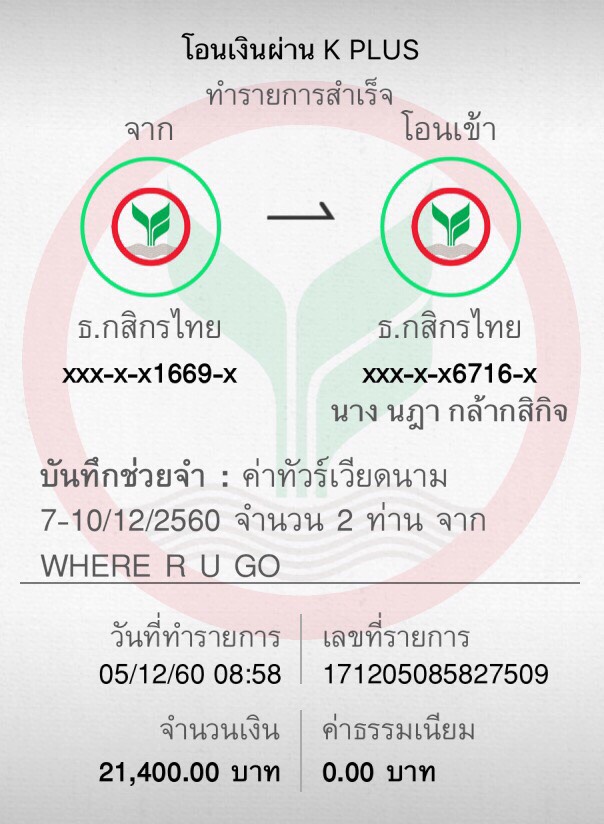 โอนเงินผ่าน K PLUS
ทำรายการสำเร็จ
จาก
โอนเข้า
ธ.กสิกรไทย
ธ.กสิกรไทย
xxx-x-x1669-x
xxx-x-x6716-x
นาง นฎา กล้ากสิกิจ
บันทึกช่วยจำ : ค่าทัวร์เวียดนาม
7-10/12/2560 จำนวน 2 ท่าน จาก
WHERE R U GO
วันที่ทำรายการ
เลขที่รายการ
05/12/60 08:58
171205085827509
จำนวนเงิน
ค่าธรรมเนียม
21,400.00 บาท
0.00 บาท